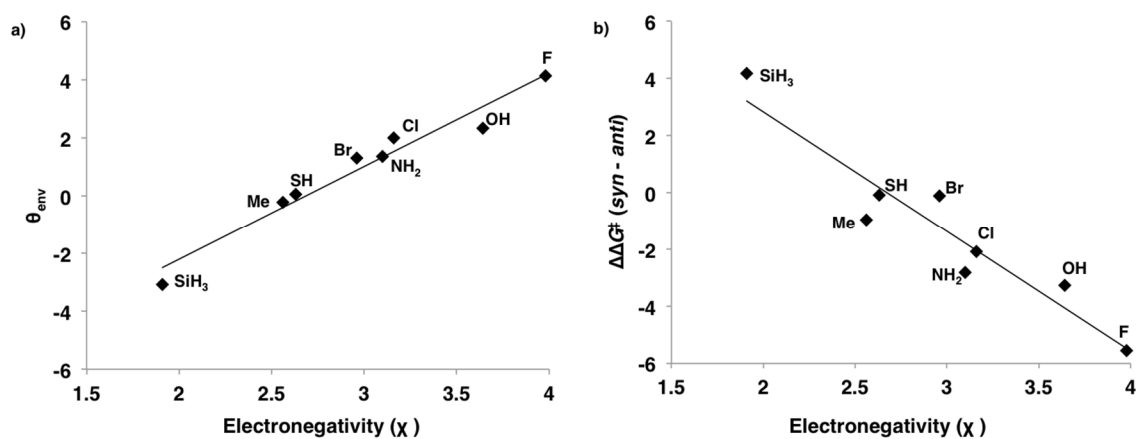 a)
6
4
2
0
-2
-4
-6
θenv
F
Cl
OH
Br
NH₂
SH
Me
SiH₃
1.5 2 2.5 3 3.5 4
Electronegativity (χ )
b)
6
4
2
0
-2
-4
-6
ΔΔG‡ (syn - anti)
SiH₃
SH
Br
Me
Cl
NH₂
OH
F
1.5 2 2.5 3 3.5 4
Electronegativity (χ )